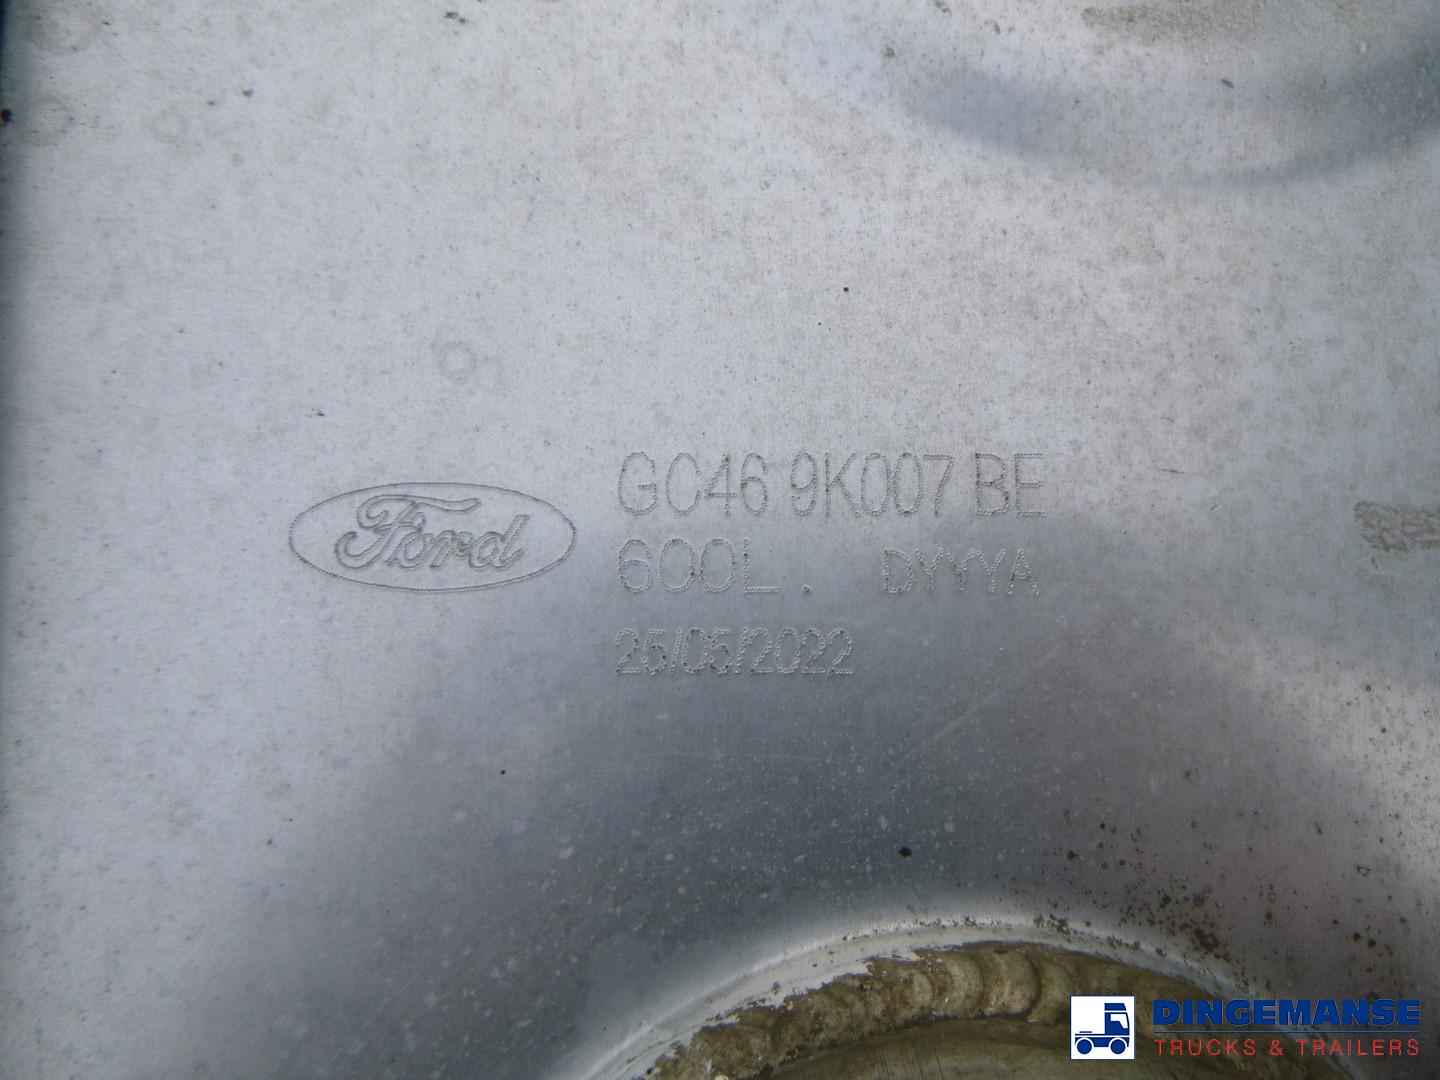 Ford
GC46 9K007 BE
600L. DYYYA
25/05/2022
DINGEMANSE
TRUCKS & TRAILERS